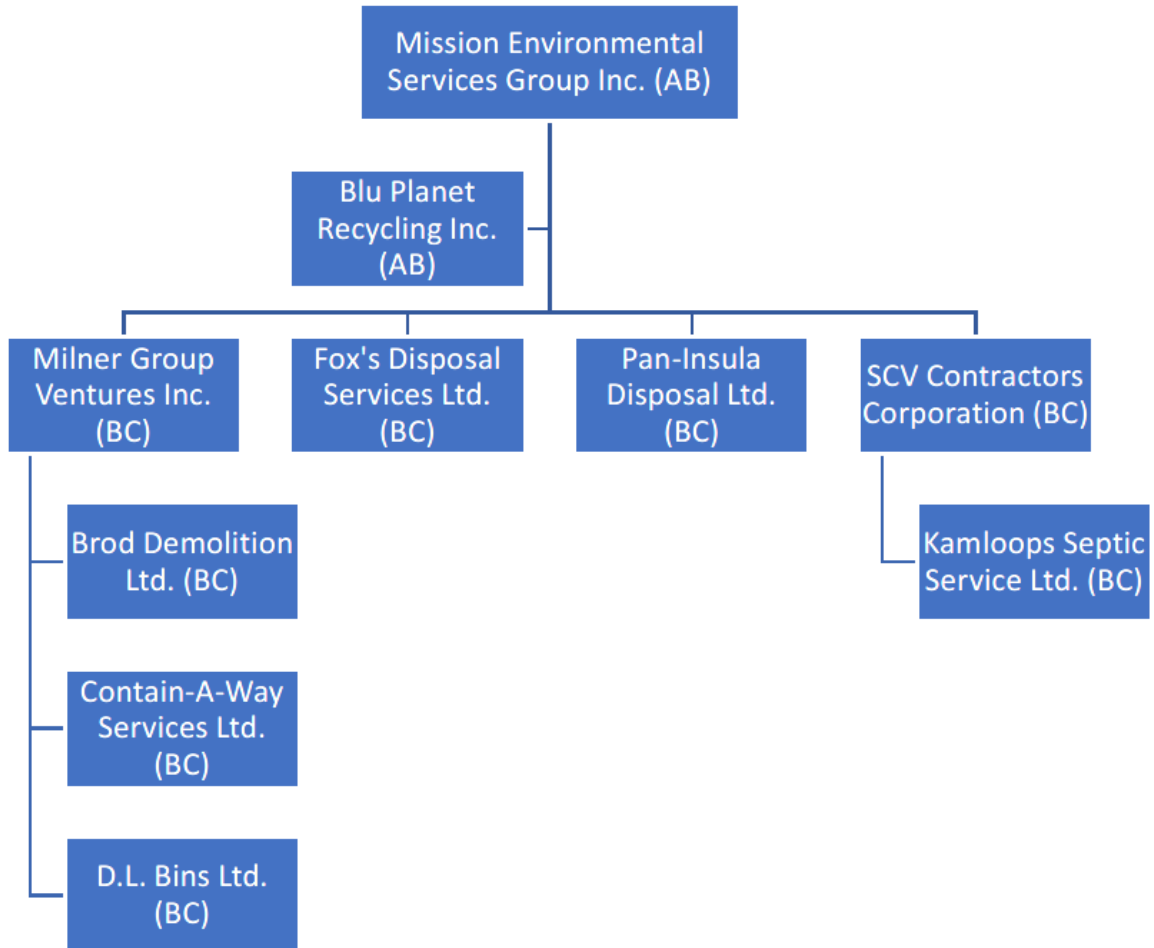 Mission Environmental
Services Group Inc. (AB)
Blu Planet
Recycling Inc.
(AB)
Milner Group
Ventures Inc.
(BC)
Fox's Disposal
Services Ltd.
(BC)
Pan-Insula
Disposal Ltd.
(BC)
SCV Contractors
Corporation (BC)
Brod Demolition
Ltd. (BC)
Contain-A-Way
Services Ltd.
(BC)
D.L. Bins Ltd.
(BC)
Kamloops Septic
Service Ltd. (BC)